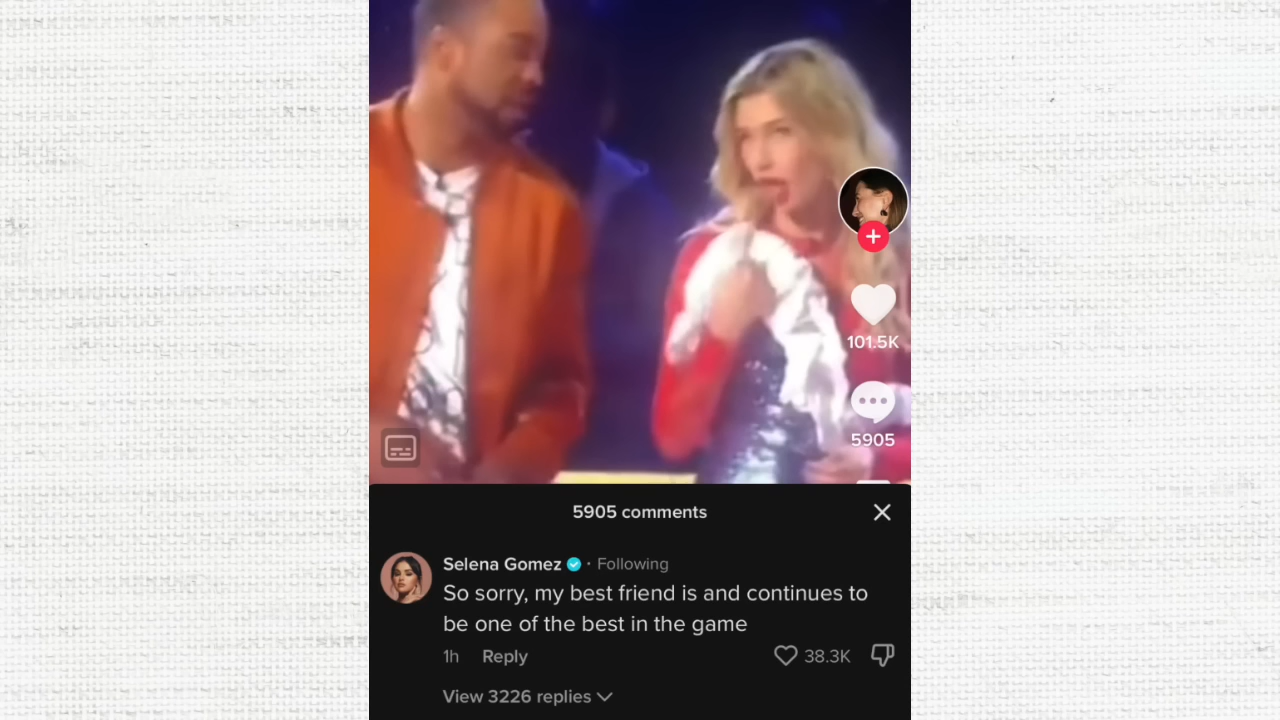 101.5K
5905
5905 comments
Selena Gomez · Following
So sorry, my best friend is and continues to
be one of the best in the game
1h Reply 38.3K
View 3226 replies